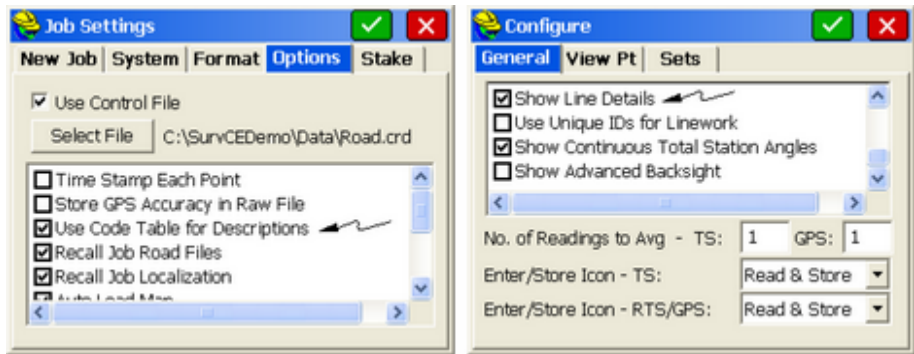 Job Settings
New Job System Format Options Stake
Use Control File
Select File C:\SurvCEDemo\Data\Road.crd
Time Stamp Each Point
Store GPS Accuracy in Raw File
Use Code Table for Descriptions
Recall Job Road Files
Recall Job Localization
Auto Load Map
Configure
General View Pt Sets
Show Line Details
Use Unique IDs for Linework
Show Continuous Total Station Angles
Show Advanced Backsight
No. of Readings to Avg - TS: 1 GPS: 1
Enter/Store Icon - TS: Read & Store
Enter/Store Icon - RTS/GPS: Read & Store